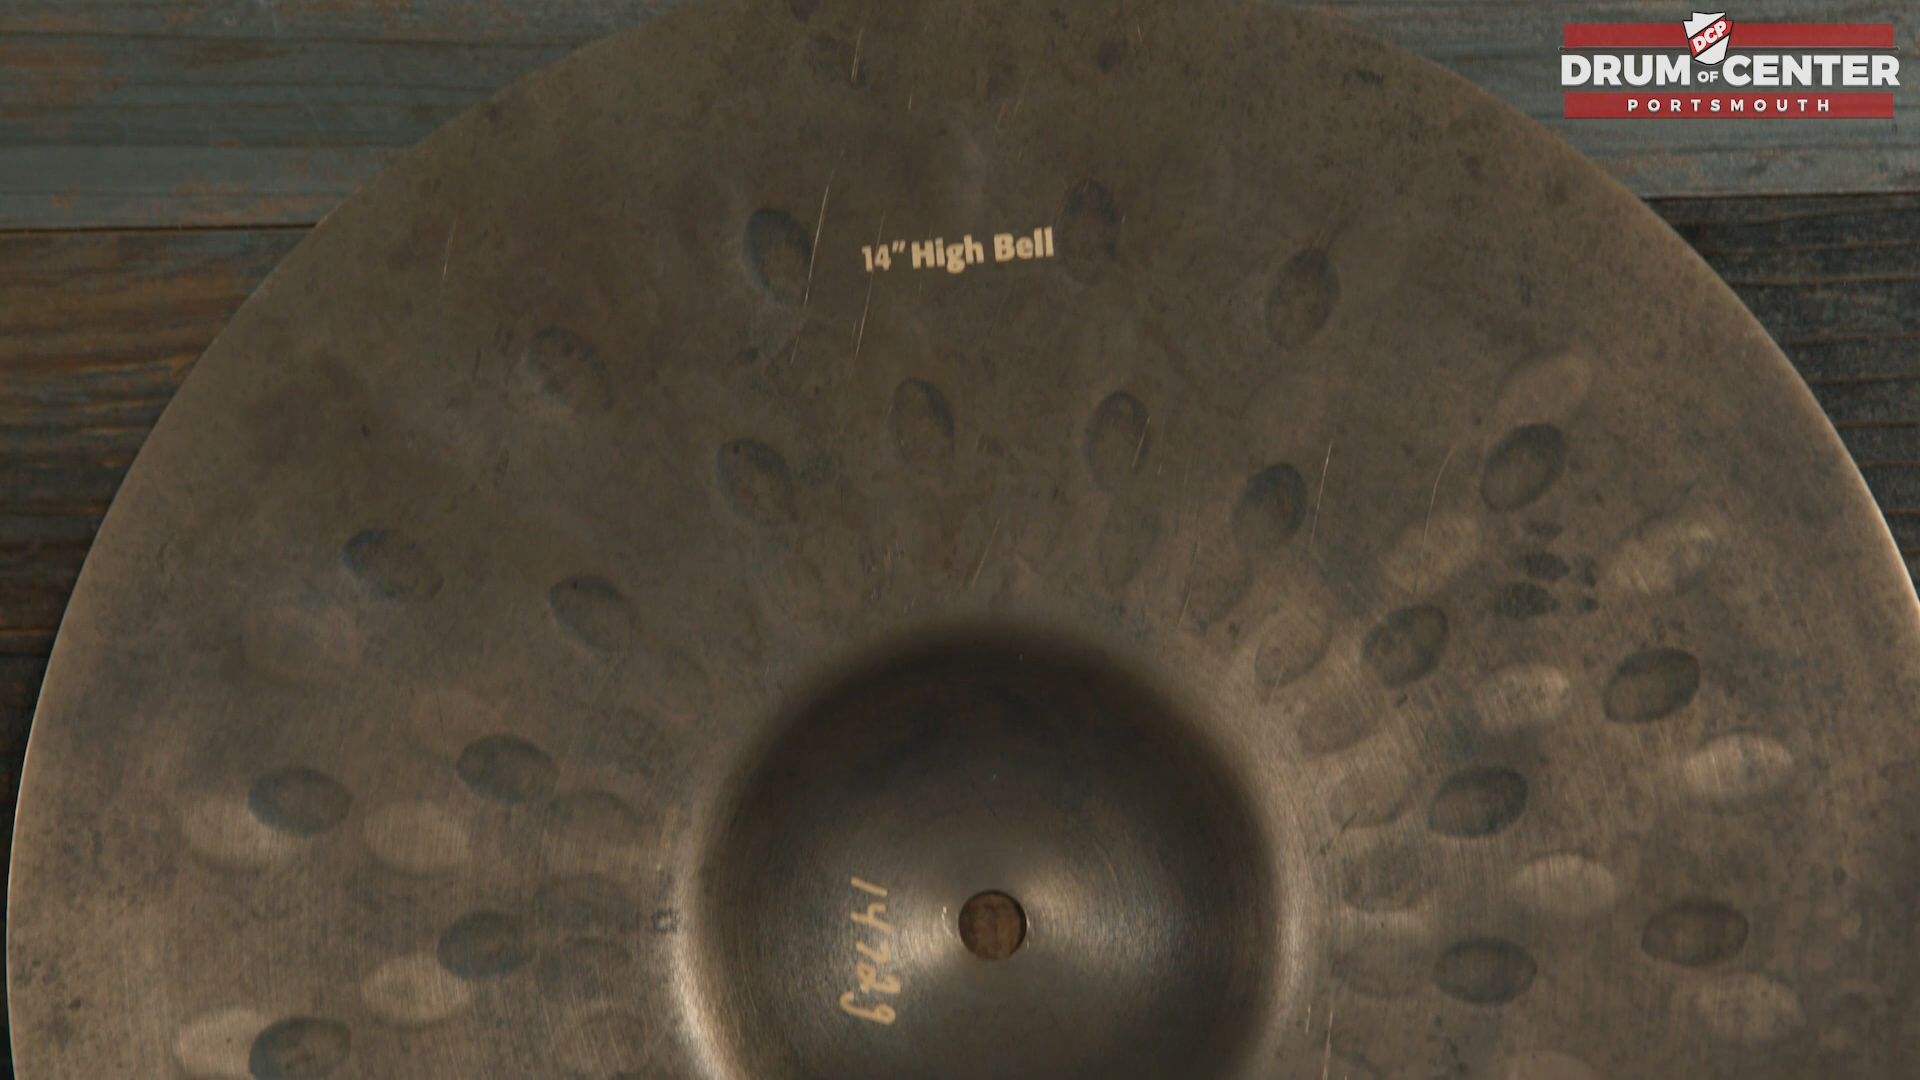 DCP
DRUM OF CENTER
PORTSMOUTH
14" High Bell
14729